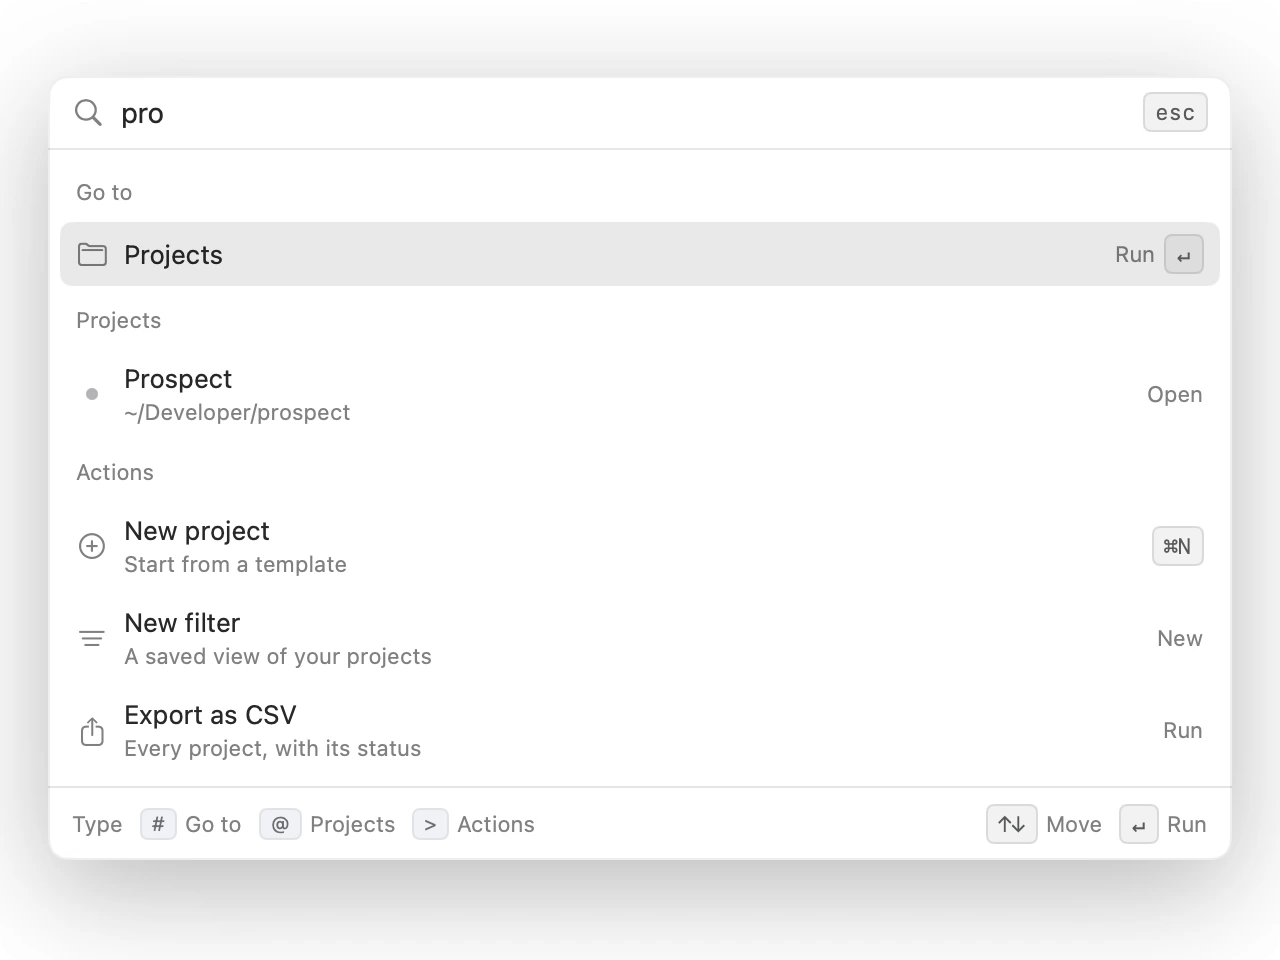 pro esc
Go to
Projects Run ↵
Projects
Prospect
~/Developer/prospect
Open
Actions
New project
Start from a template
⌘N
New filter
A saved view of your projects
New
Export as CSV
Every project, with its status
Run
Type # Go to @ Projects > Actions ↑↓ Move ↵ Run